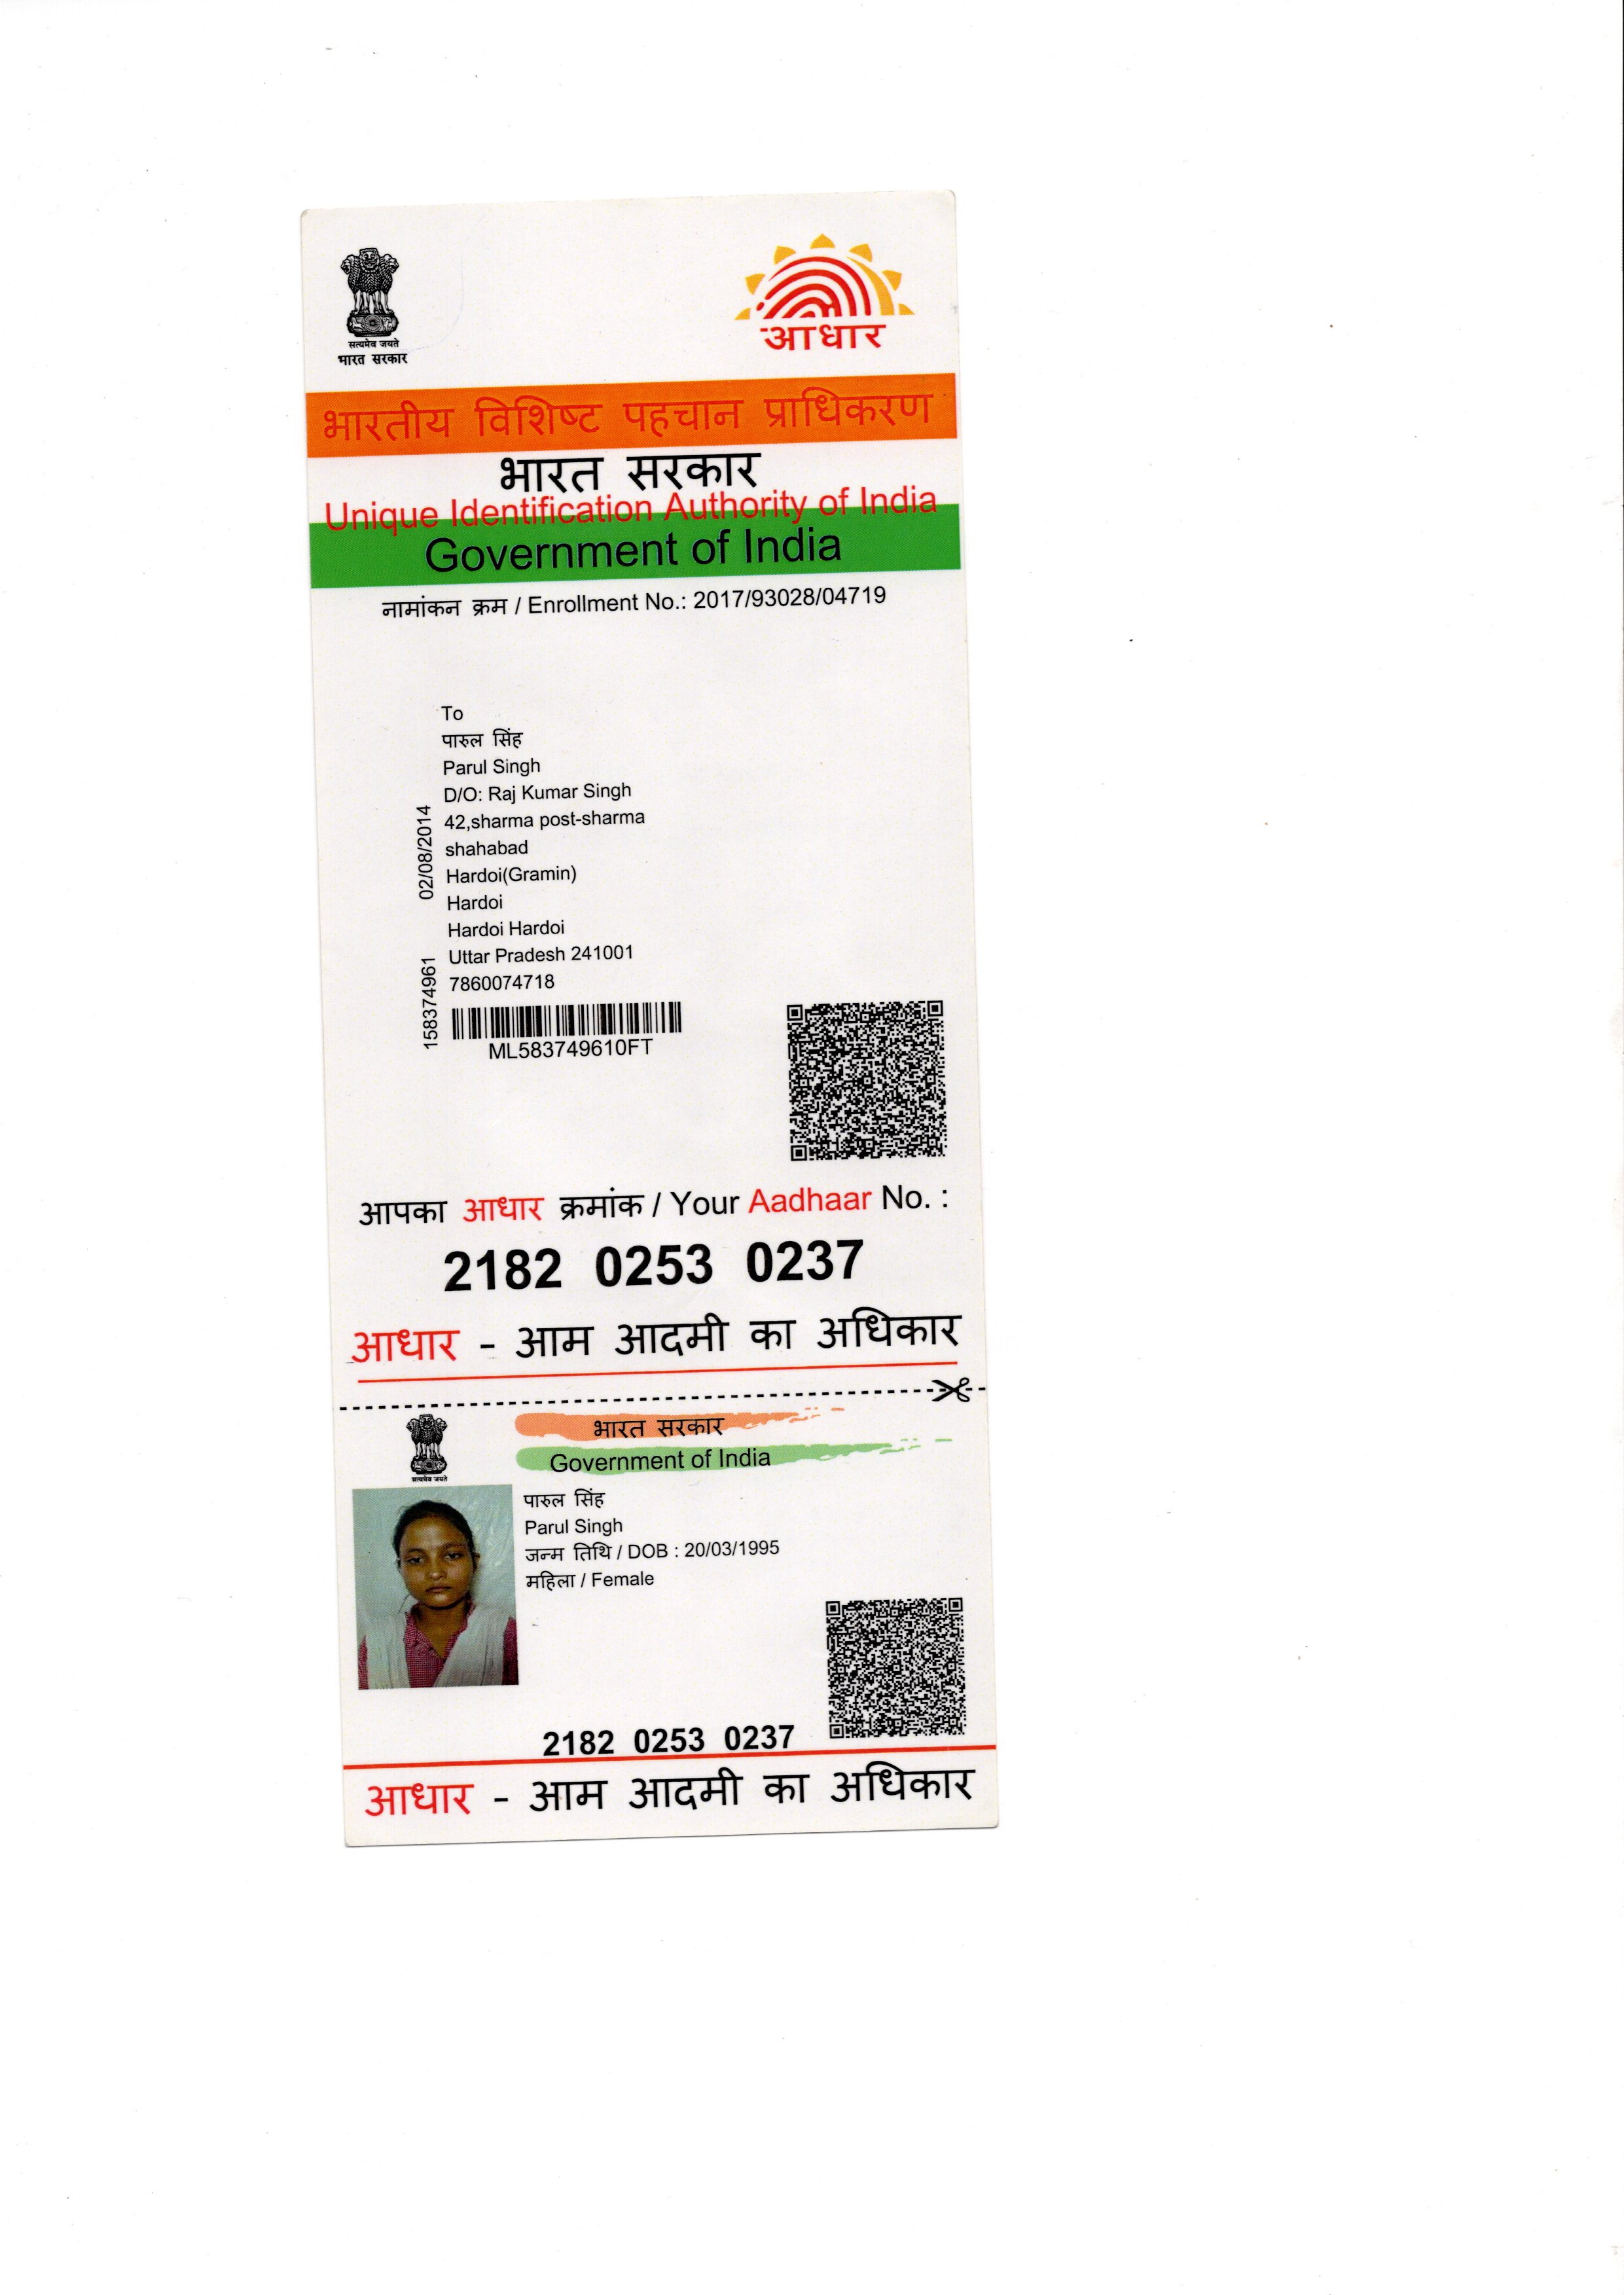 सत्यमेव जयते
भारत सरकार
आधार
भारतीय विशिष्ट पहचान प्राधिकरण
भारत सरकार
Unique Identification Authority of India
Government of India
नामांकन क्रम / Enrollment No.: 2017/93028/04719
To
पारुल सिंह
Parul Singh
D/O: Raj Kumar Singh
42,sharma post-sharma
shahabad
Hardoi(Gramin)
Hardoi
Hardoi Hardoi
Uttar Pradesh 241001
7860074718
02/08/2014
158374961
ML583749610FT
आपका आधार क्रमांक / Your Aadhaar No. :
2182 0253 0237
आधार - आम आदमी का अधिकार
सत्यमेव जयते
भारत सरकार
Government of India
पारुल सिंह
Parul Singh
जन्म तिथि / DOB : 20/03/1995
महिला / Female
2182 0253 0237
आधार - आम आदमी का अधिकार